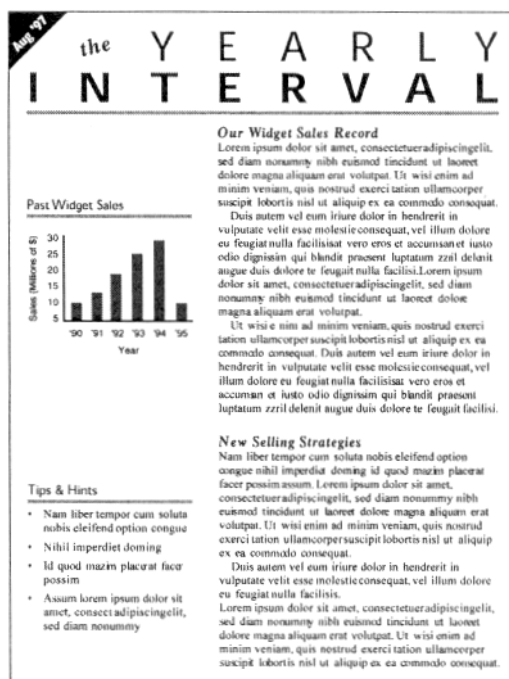 Aug '97
the YEARLY
INTERVAL
Past Widget Sales
Sales (Millions of $)
30
25
20
15
10
5
'90 '91 '92 '93 '94 '95
Year
Tips & Hints
• Nam liber tempor cum soluta
nobis eleifend option congue
• Nihil imperdiet doming
• Id quod mazim placerat facer
possim
• Assum lorem ipsum dolor sit
amet, consect adipiscingelit,
sed diam nonummy
Our Widget Sales Record
Lorem ipsum dolor sit amet, consectetueradipiscingelit,
sed diam nonummy nibh euismod tincidunt ut laoreet
dolore magna aliquam erat volutpat. Ut wisi enim ad
minim veniam, quis nostrud exerci tation ullamcorper
suscipit lobortis nisl ut aliquip ex ea commodo consequat.
Duis autem vel eum iriure dolor in hendrerit in
vulputate velit esse molestie consequat, vel illum dolore
eu feugiat nulla facilisisat vero eros et accumsan et iusto
odio dignissim qui blandit praesent luptatum zzril delenit
augue duis dolore te feugait nulla facilisi.Lorem ipsum
dolor sit amet, consectetuer adipiscingelit, sed diam
nonummy nibh euismod tincidunt ut laoreet dolore
magna aliquam erat volutpat.
Ut wisi e nim ad minim veniam, quis nostrud exerci
tation ullamcorper suscipit lobortis nisl ut aliquip ex ea
commodo consequat. Duis autem vel eum iriure dolor in
hendrerit in vulputate velit esse molestie consequat, vel
illum dolore eu feugiat nulla facilisisat vero eros et
accumsan et iusto odio dignissim qui blandit praesent
luptatum zzril delenit augue duis dolore te feugait facilisi.
New Selling Strategies
Nam liber tempor cum soluta nobis eleifend option
congue nihil imperdiet doming id quod mazim placerat
facer possim assum. Lorem ipsum dolor sit amet,
consectetuer adipiscingelit, sed diam nonummy nibh
euismod tincidunt ut laoreet dolore magna aliquam erat
volutpat. Ut wisi enim ad minim veniam, quis nostrud
exerci tation ullamcorper suscipit lobortis nisl ut aliquip
ex ea commodo consequat.
Duis autem vel eum iriure dolor in hendrerit in
vulputate velit esse molestie consequat, vel illum dolore
eu feugiat nulla facilisis.
Lorem ipsum dolor sit amet, consectetuer adipiscingelit,
sed diam nonummy nibh euismod tincidunt ut laoreet
dolore magna aliquam erat volutpat. Ut wisi enim ad
minim veniam, quis nostrud exerci tation ullamcorper
suscipit lobortis nisl ut aliquip ex ea commodo consequat.